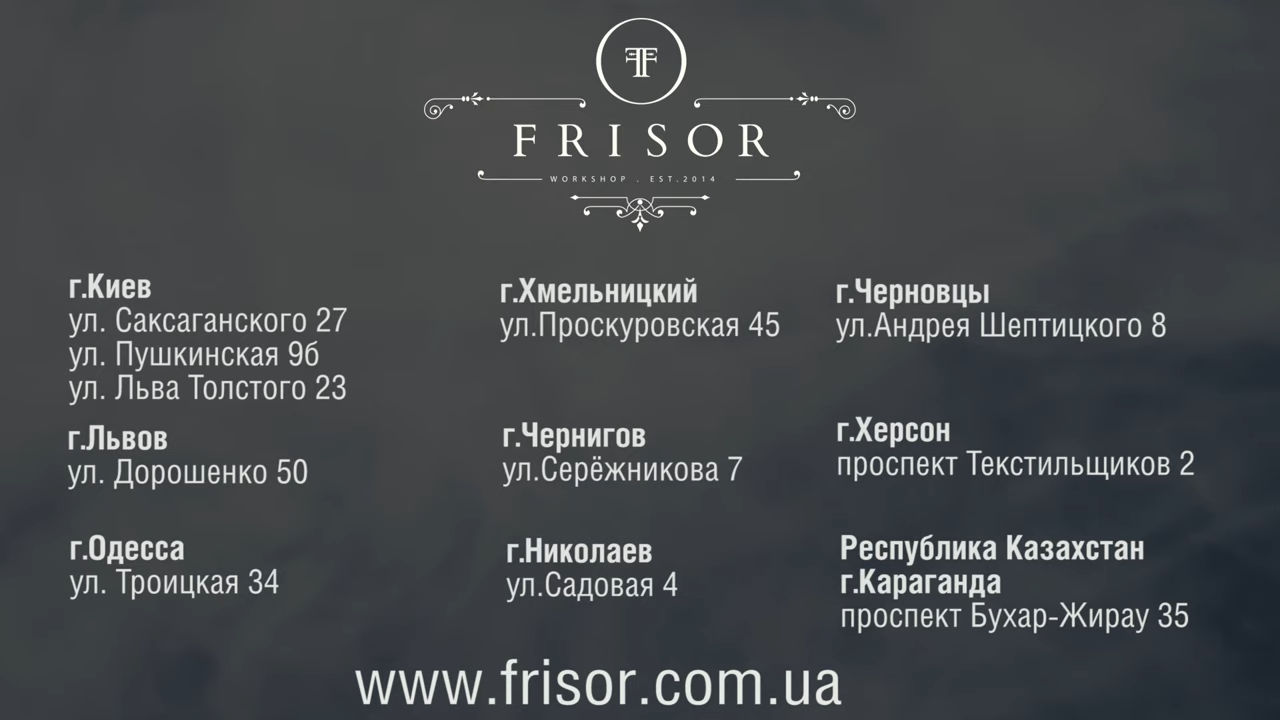 FRISOR
WORKSHOP . EST.2014
г.Киев
ул. Саксаганского 27
ул. Пушкинская 9б
ул. Льва Толстого 23
г.Львов
ул. Дорошенко 50
г.Одесса
ул. Троицкая 34
г.Хмельницкий
ул.Проскуровская 45
г.Чернигов
ул.Серёжникова 7
г.Николаев
ул.Садовая 4
г.Черновцы
ул.Андрея Шептицкого 8
г.Херсон
проспект Текстильщиков 2
Республика Казахстан
г.Караганда
проспект Бухар-Жирау 35
www.frisor.com.ua